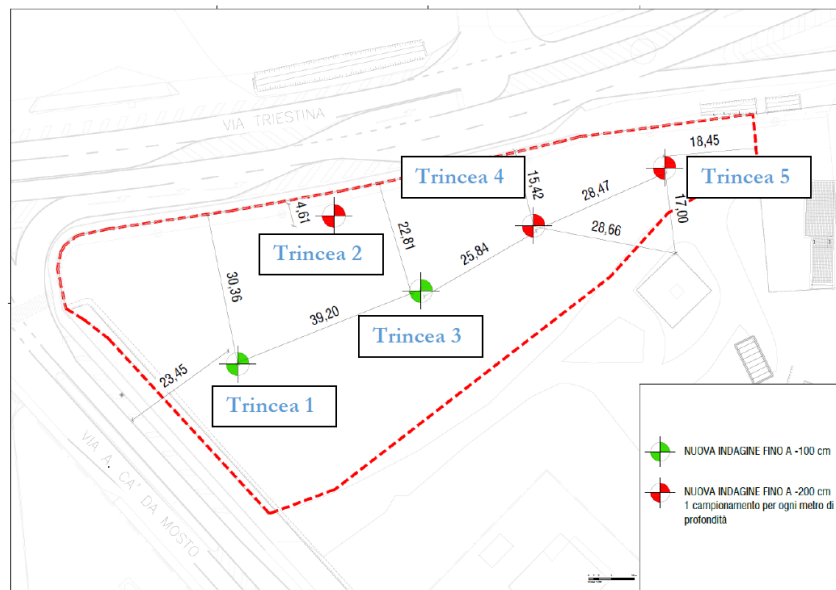 VIA TRIESTINA
18,45
Trincea 4
15,42
28,47
Trincea 5
4,61
17,00
Trincea 2
22,81
28,66
25,84
30,36
39,20
Trincea 3
23,45
Trincea 1
VIA A. CA' DA MOSTO
NUOVA INDAGINE FINO A -100 cm
NUOVA INDAGINE FINO A -200 cm
1 campionamento per ogni metro di
profondità